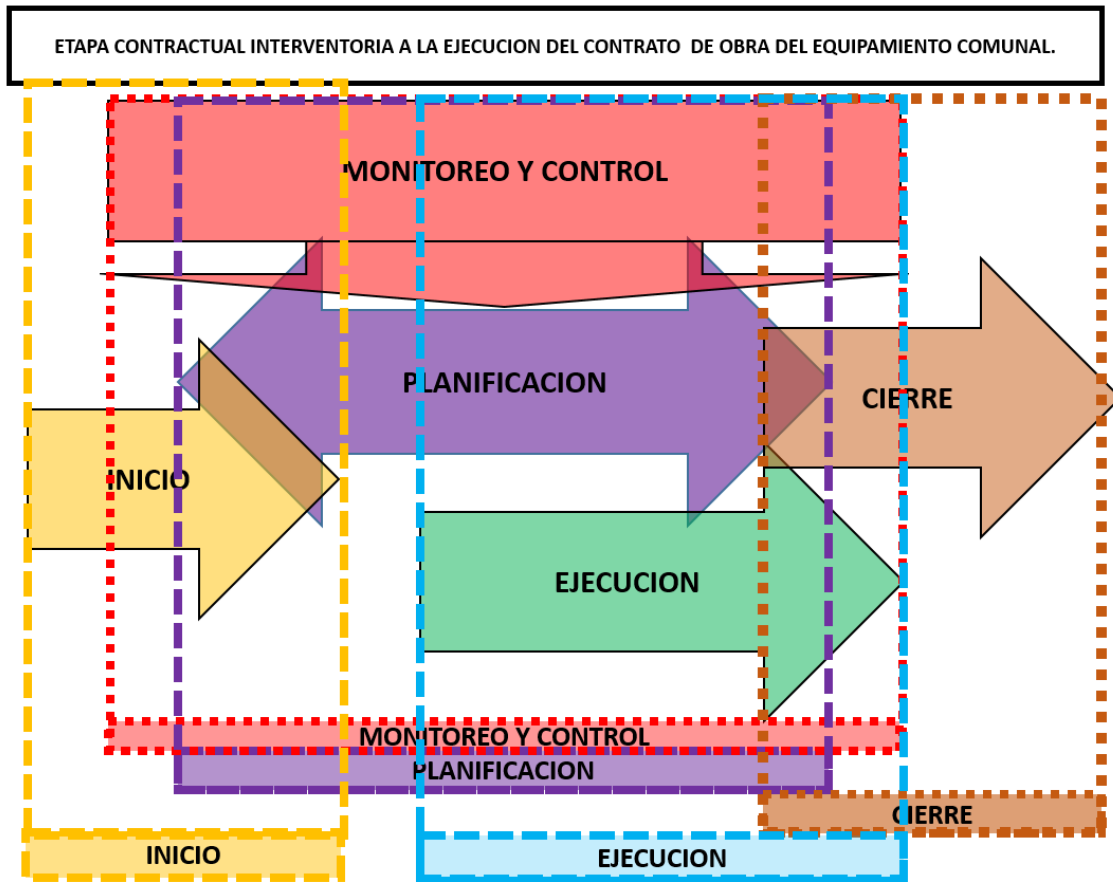 ETAPA CONTRACTUAL INTERVENTORIA A LA EJECUCION DEL CONTRATO DE OBRA DEL EQUIPAMIENTO COMUNAL.
MONITOREO Y CONTROL
PLANIFICACION
CIERRE
INICIO
EJECUCION
MONITOREO Y CONTROL
PLANIFICACION
CIERRE
INICIO
EJECUCION